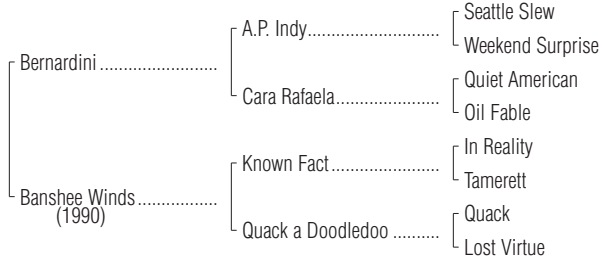 Seattle Slew
A.P. Indy..............................
Weekend Surprise
Bernardini...........................
Quiet American
Cara Rafaela........................
Oil Fable
In Reality
Known Fact.........................
Tamerett
Banshee Winds..................
(1990)
Quack
Quack a Doodledoo ..........
Lost Virtue